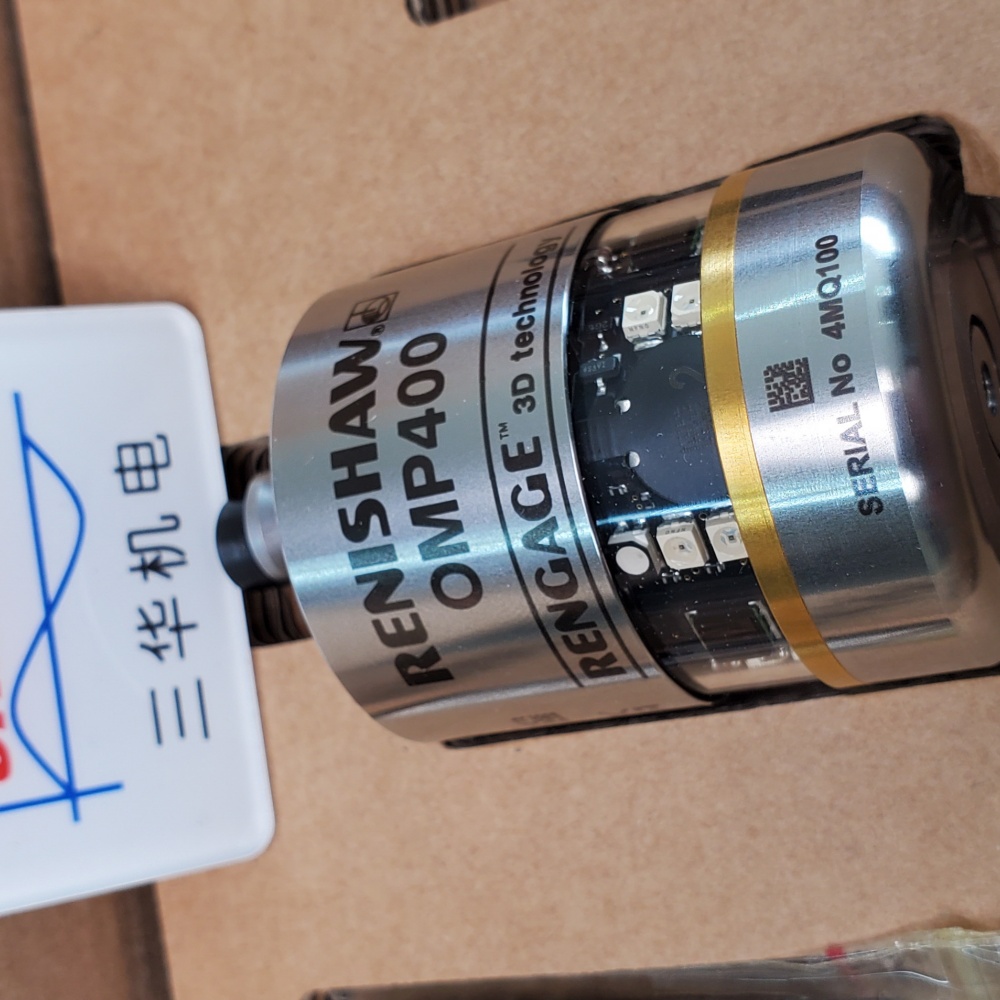 三华机电
RENISHAW®
OMP400
RENGAGE™ 3D technology
SERIAL No 4MQ100